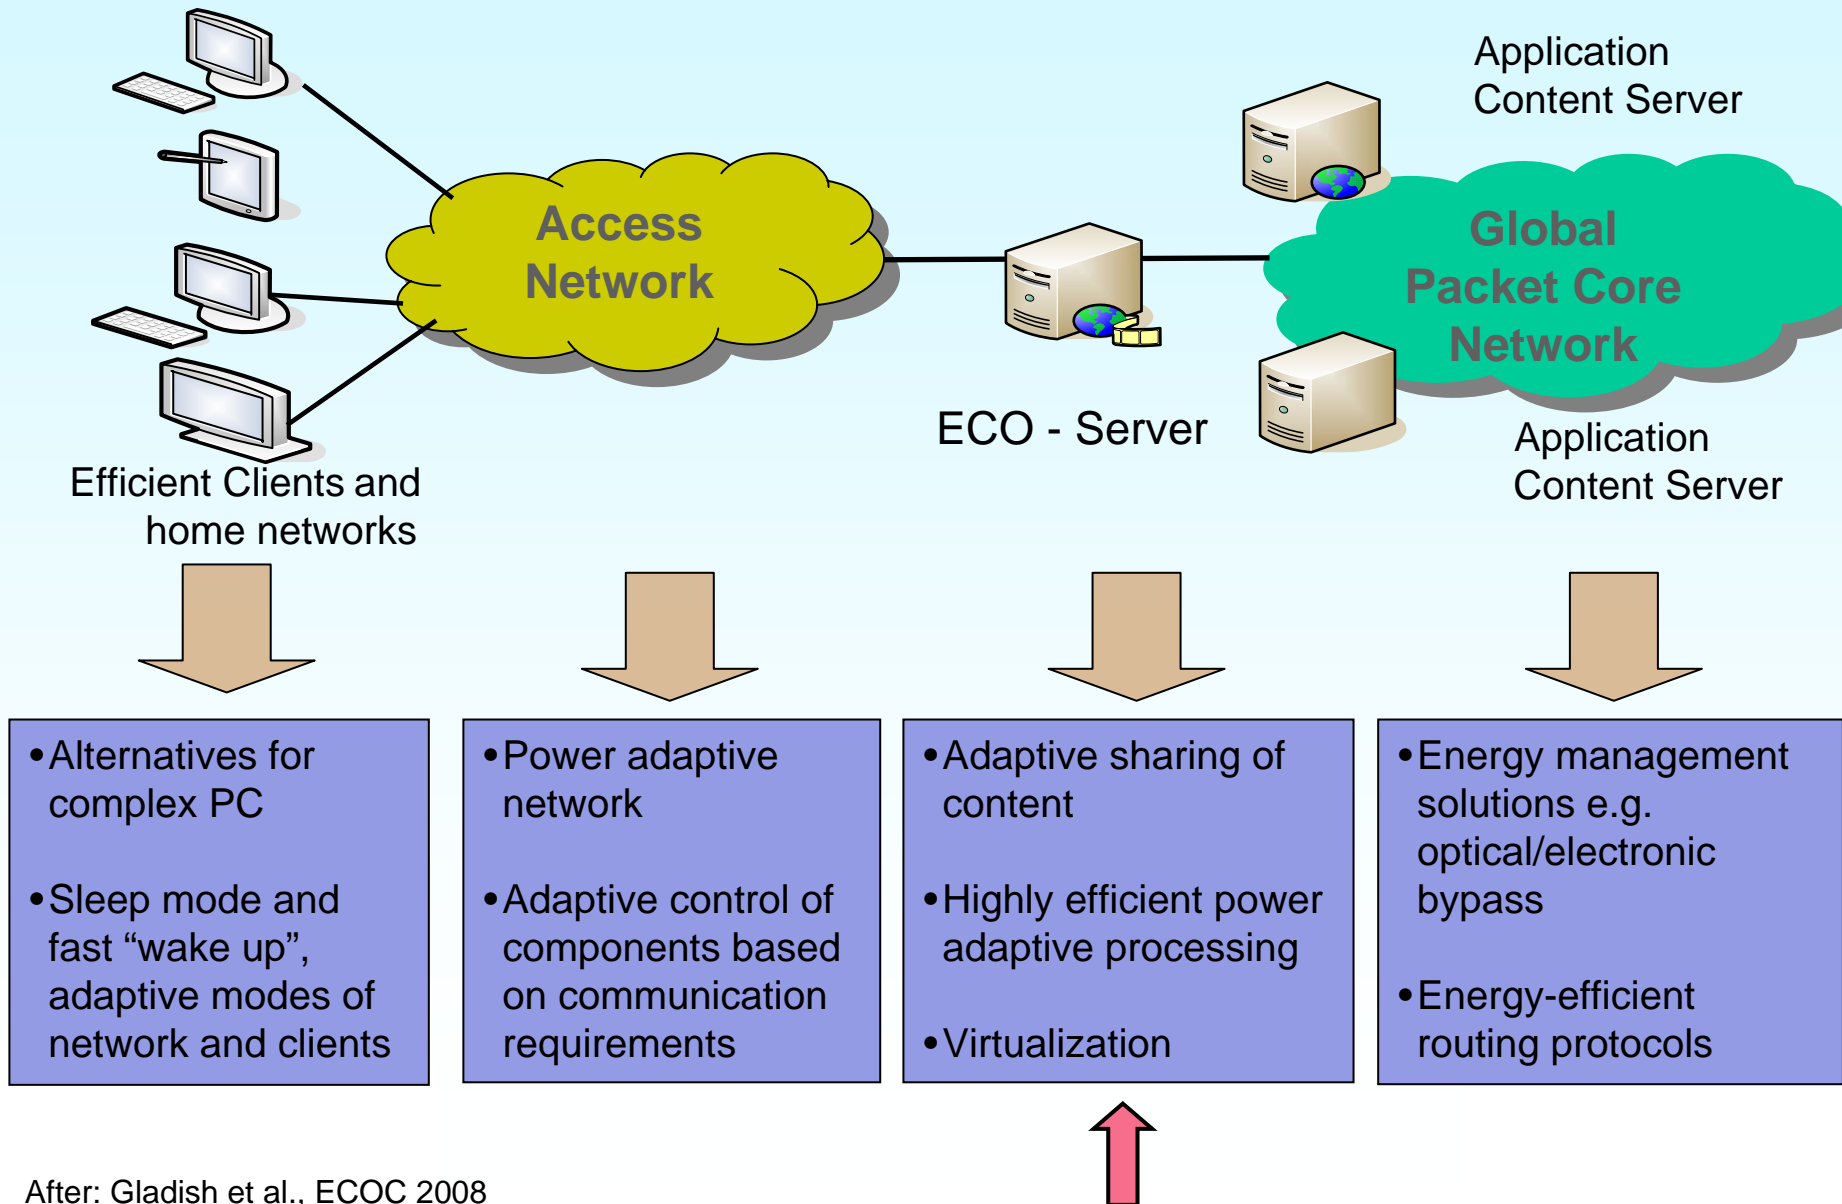 Application
Content Server
Access
Network
Global
Packet Core
Network
ECO - Server
Application
Content Server
Efficient Clients and
home networks
•Alternatives for
complex PC
•Sleep mode and
fast “wake up”,
adaptive modes of
network and clients
•Power adaptive
network
•Adaptive control of
components based
on communication
requirements
•Adaptive sharing of
content
•Highly efficient power
adaptive processing
•Virtualization
•Energy management
solutions e.g.
optical/electronic
bypass
•Energy-efficient
routing protocols
After: Gladish et al., ECOC 2008